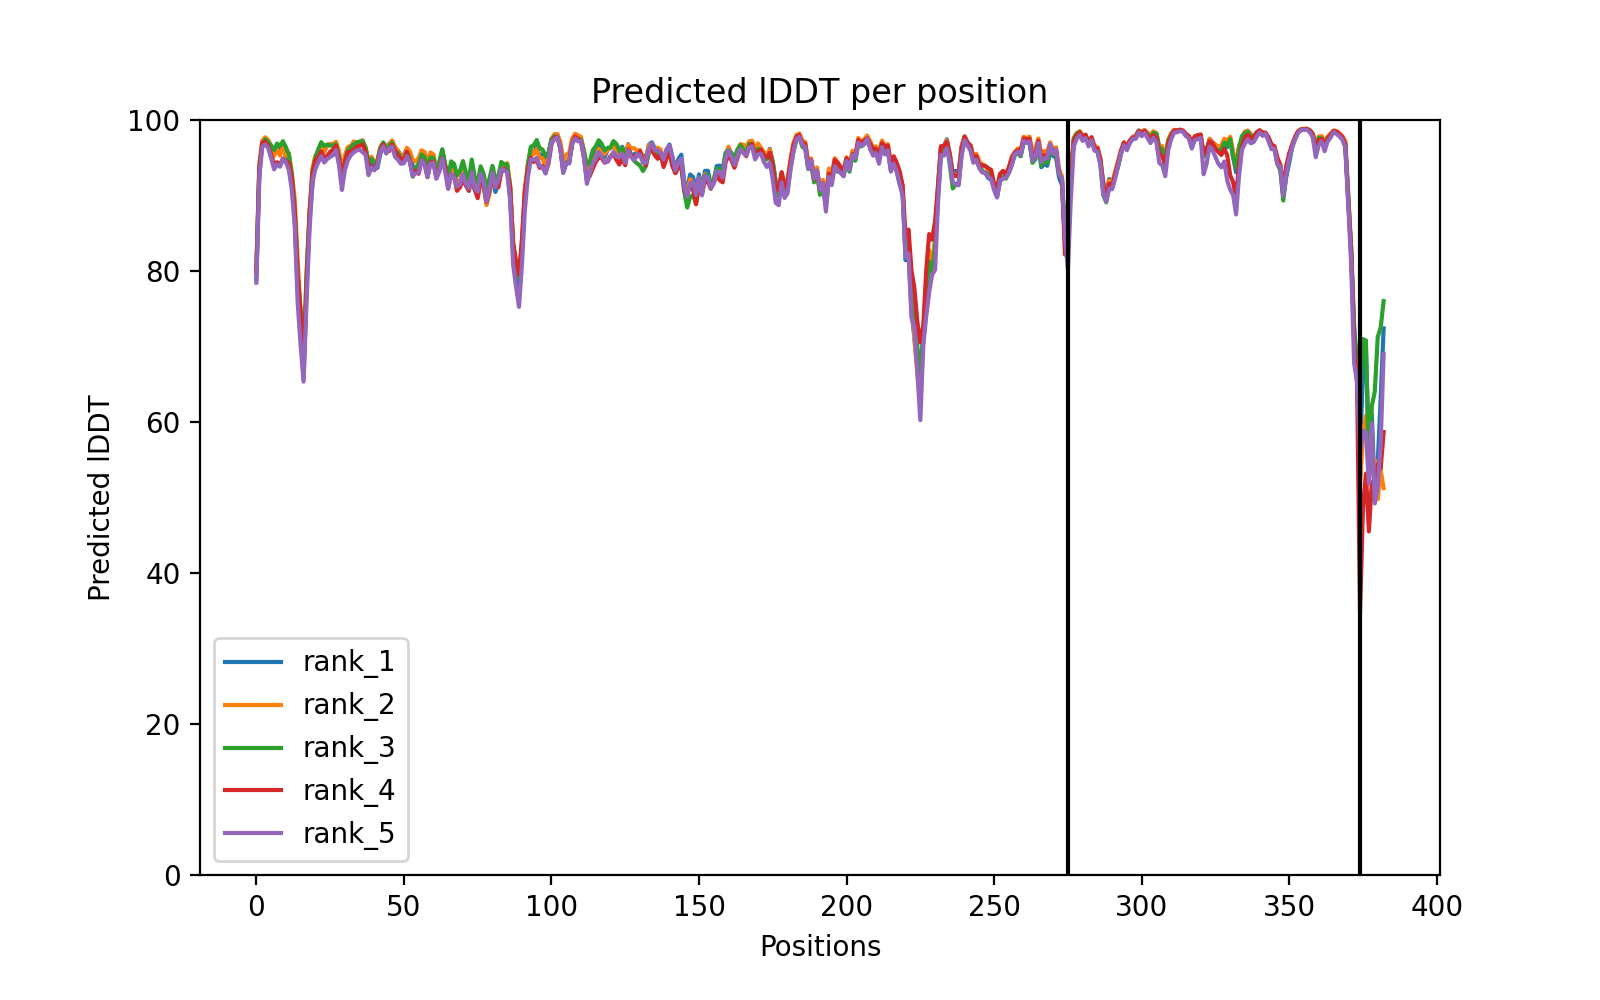 Predicted lDDT per position
100
80
60
40
20
0
Predicted lDDT
rank_1
rank_2
rank_3
rank_4
rank_5
0 50 100 150 200 250 300 350 400
Positions